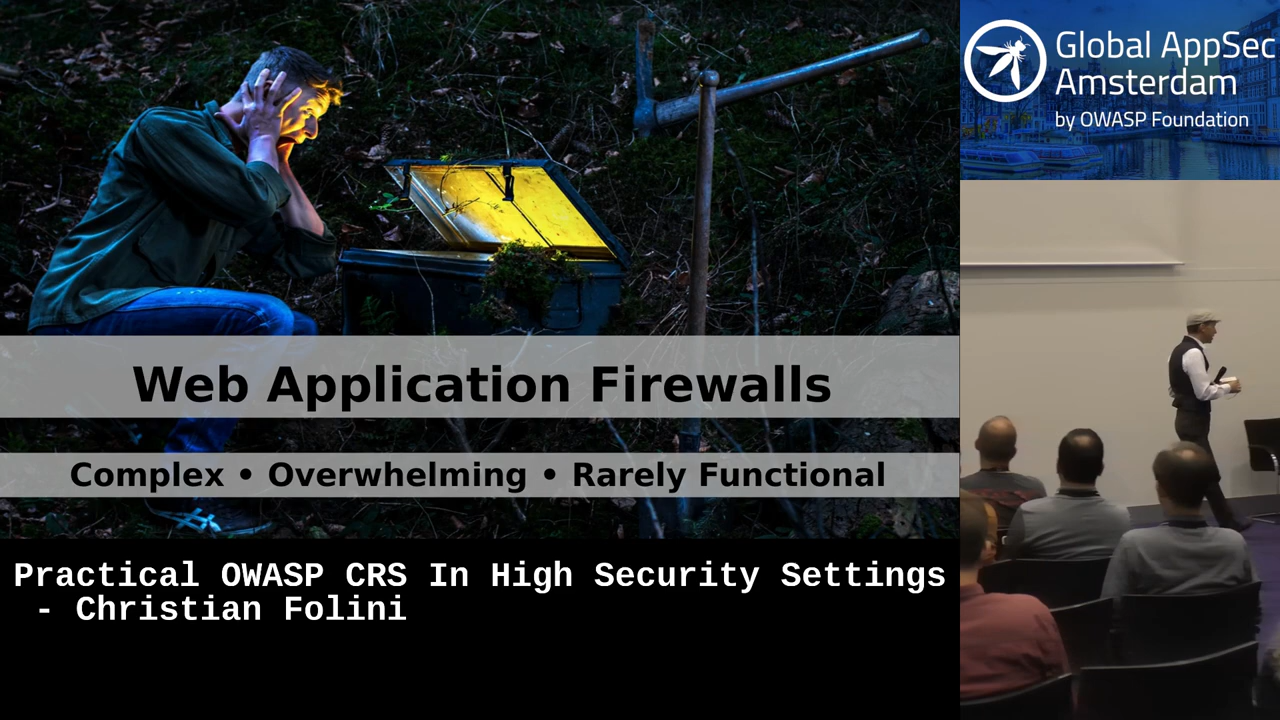 Web Application Firewalls
Complex • Overwhelming • Rarely Functional
Practical OWASP CRS In High Security Settings
- Christian Folini
Global AppSec
Amsterdam
by OWASP Foundation